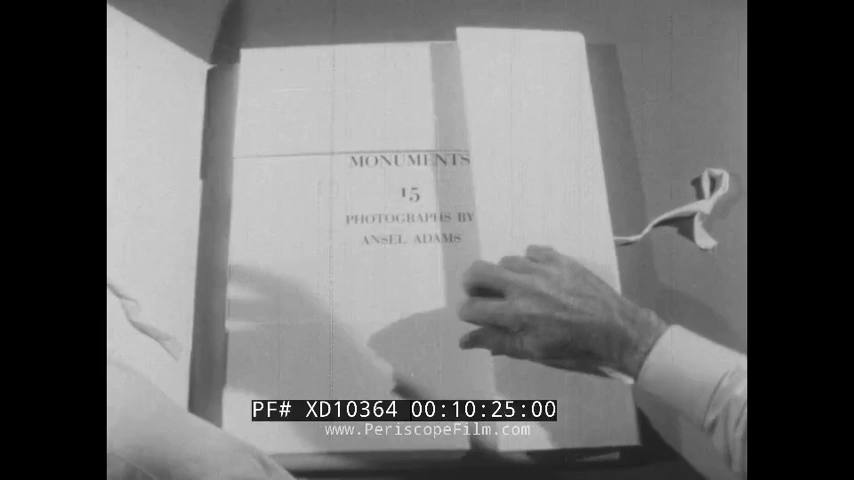 MONUMENTS
15
PHOTOGRAPHS BY
ANSEL ADAMS
PF# XD10364 00:10:25:00
www.PeriscopeFilm.com